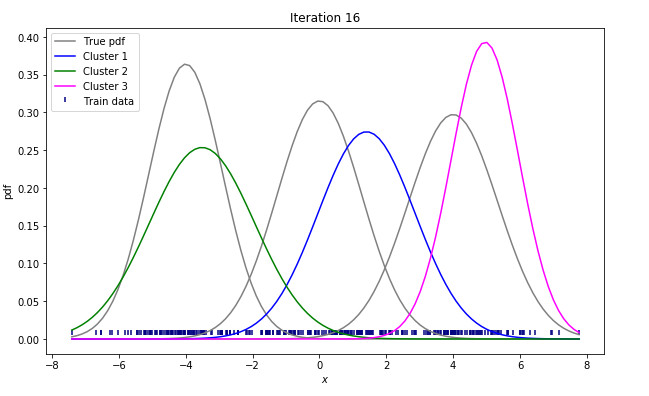 Iteration 16
True pdf
Cluster 1
Cluster 2
Cluster 3
Train data
pdf
0.40
0.35
0.30
0.25
0.20
0.15
0.10
0.05
0.00
−8 −6 −4 −2 0 2 4 6 8
x